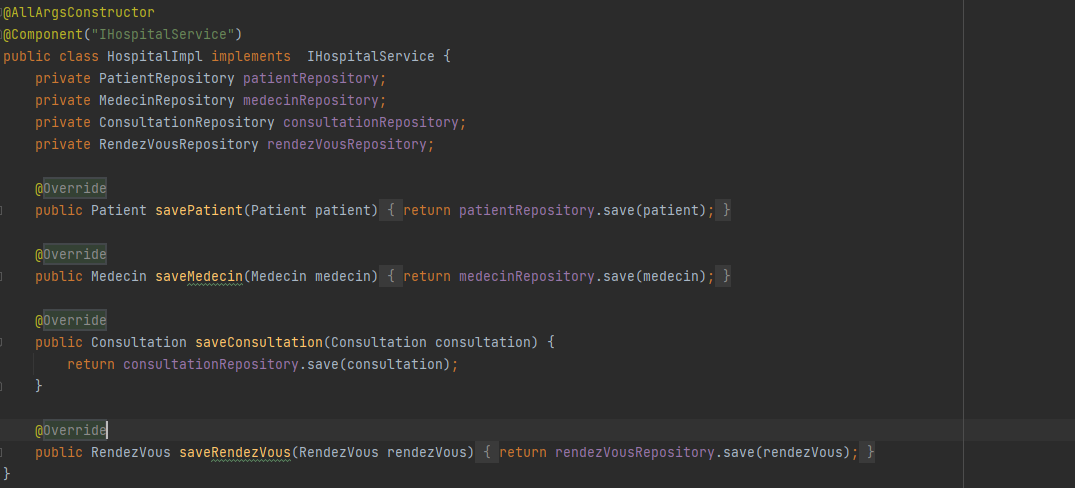 @AllArgsConstructor
@Component("IHospitalService")
public class HospitalImpl implements  IHospitalService {
    private PatientRepository patientRepository;
    private MedecinRepository medecinRepository;
    private ConsultationRepository consultationRepository;
    private RendezVousRepository rendezVousRepository;
    @Override
    public Patient savePatient(Patient patient) { return patientRepository.save(patient); }
    @Override
    public Medecin saveMedecin(Medecin medecin) { return medecinRepository.save(medecin); }
    @Override
    public Consultation saveConsultation(Consultation consultation) {
        return consultationRepository.save(consultation);
    }
    @Override
    public RendezVous saveRendezVous(RendezVous rendezVous) { return rendezVousRepository.save(rendezVous); }
}